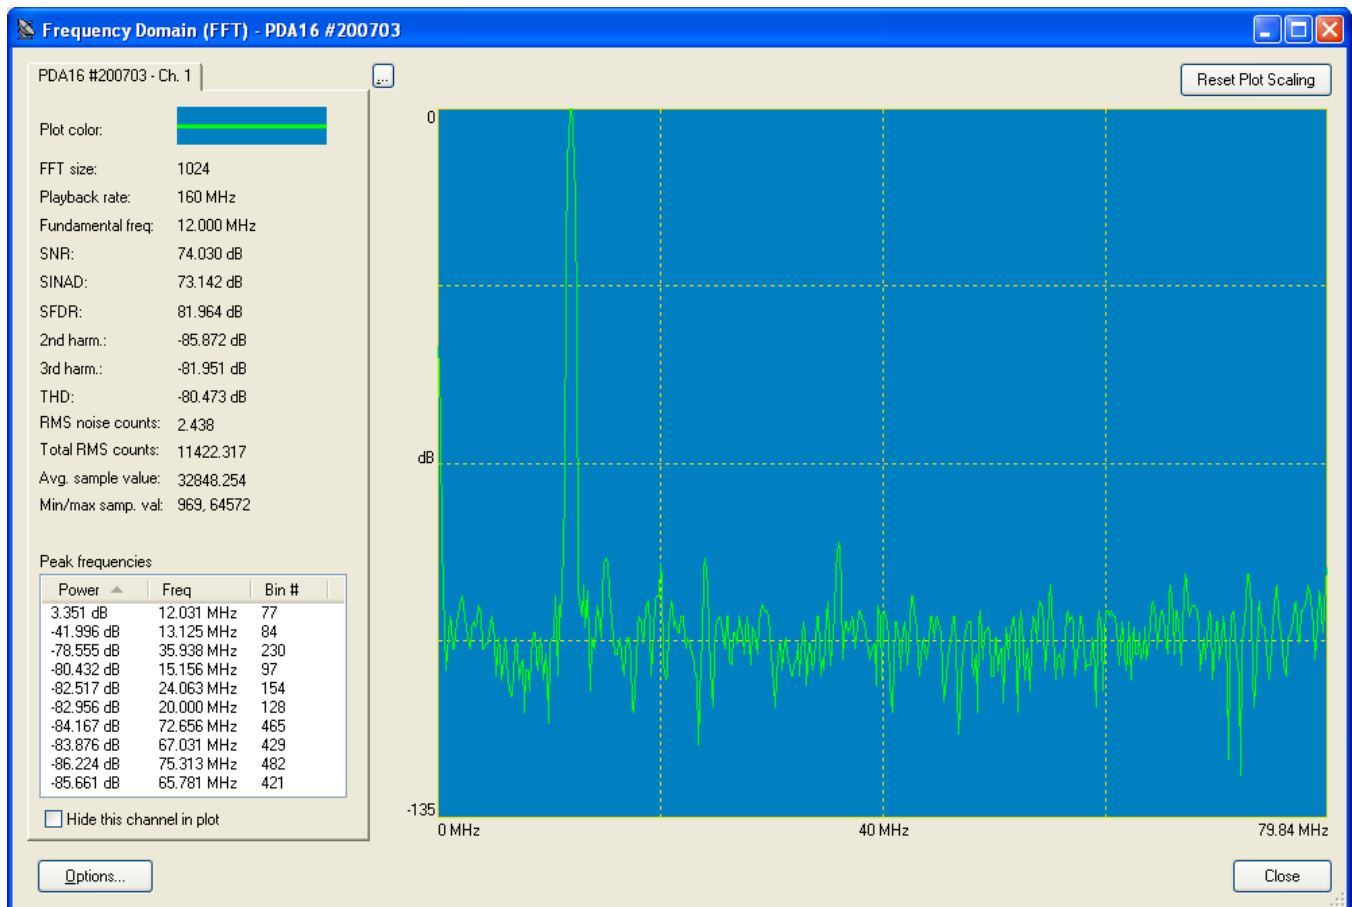 Frequency Domain (FFT) - PDA16 #200703
PDA16 #200703 - Ch. 1
...
Reset Plot Scaling
Plot color:
FFT size: 1024
Playback rate: 160 MHz
Fundamental freq: 12.000 MHz
SNR: 74.030 dB
SINAD: 73.142 dB
SFDR: 81.964 dB
2nd harm.: -85.872 dB
3rd harm.: -81.951 dB
THD: -80.473 dB
RMS noise counts: 2.438
Total RMS counts: 11422.317
Avg. sample value: 32848.254
Min/max samp. val: 969, 64572
Peak frequencies
Power Freq Bin #
3.351 dB 12.031 MHz 77
-41.996 dB 13.125 MHz 84
-78.555 dB 35.938 MHz 230
-80.432 dB 15.156 MHz 97
-82.517 dB 24.063 MHz 154
-82.956 dB 20.000 MHz 128
-84.167 dB 72.656 MHz 465
-83.876 dB 67.031 MHz 429
-86.224 dB 75.313 MHz 482
-85.661 dB 65.781 MHz 421
Hide this channel in plot
0
dB
-135
0 MHz 40 MHz 79.84 MHz
Options...
Close